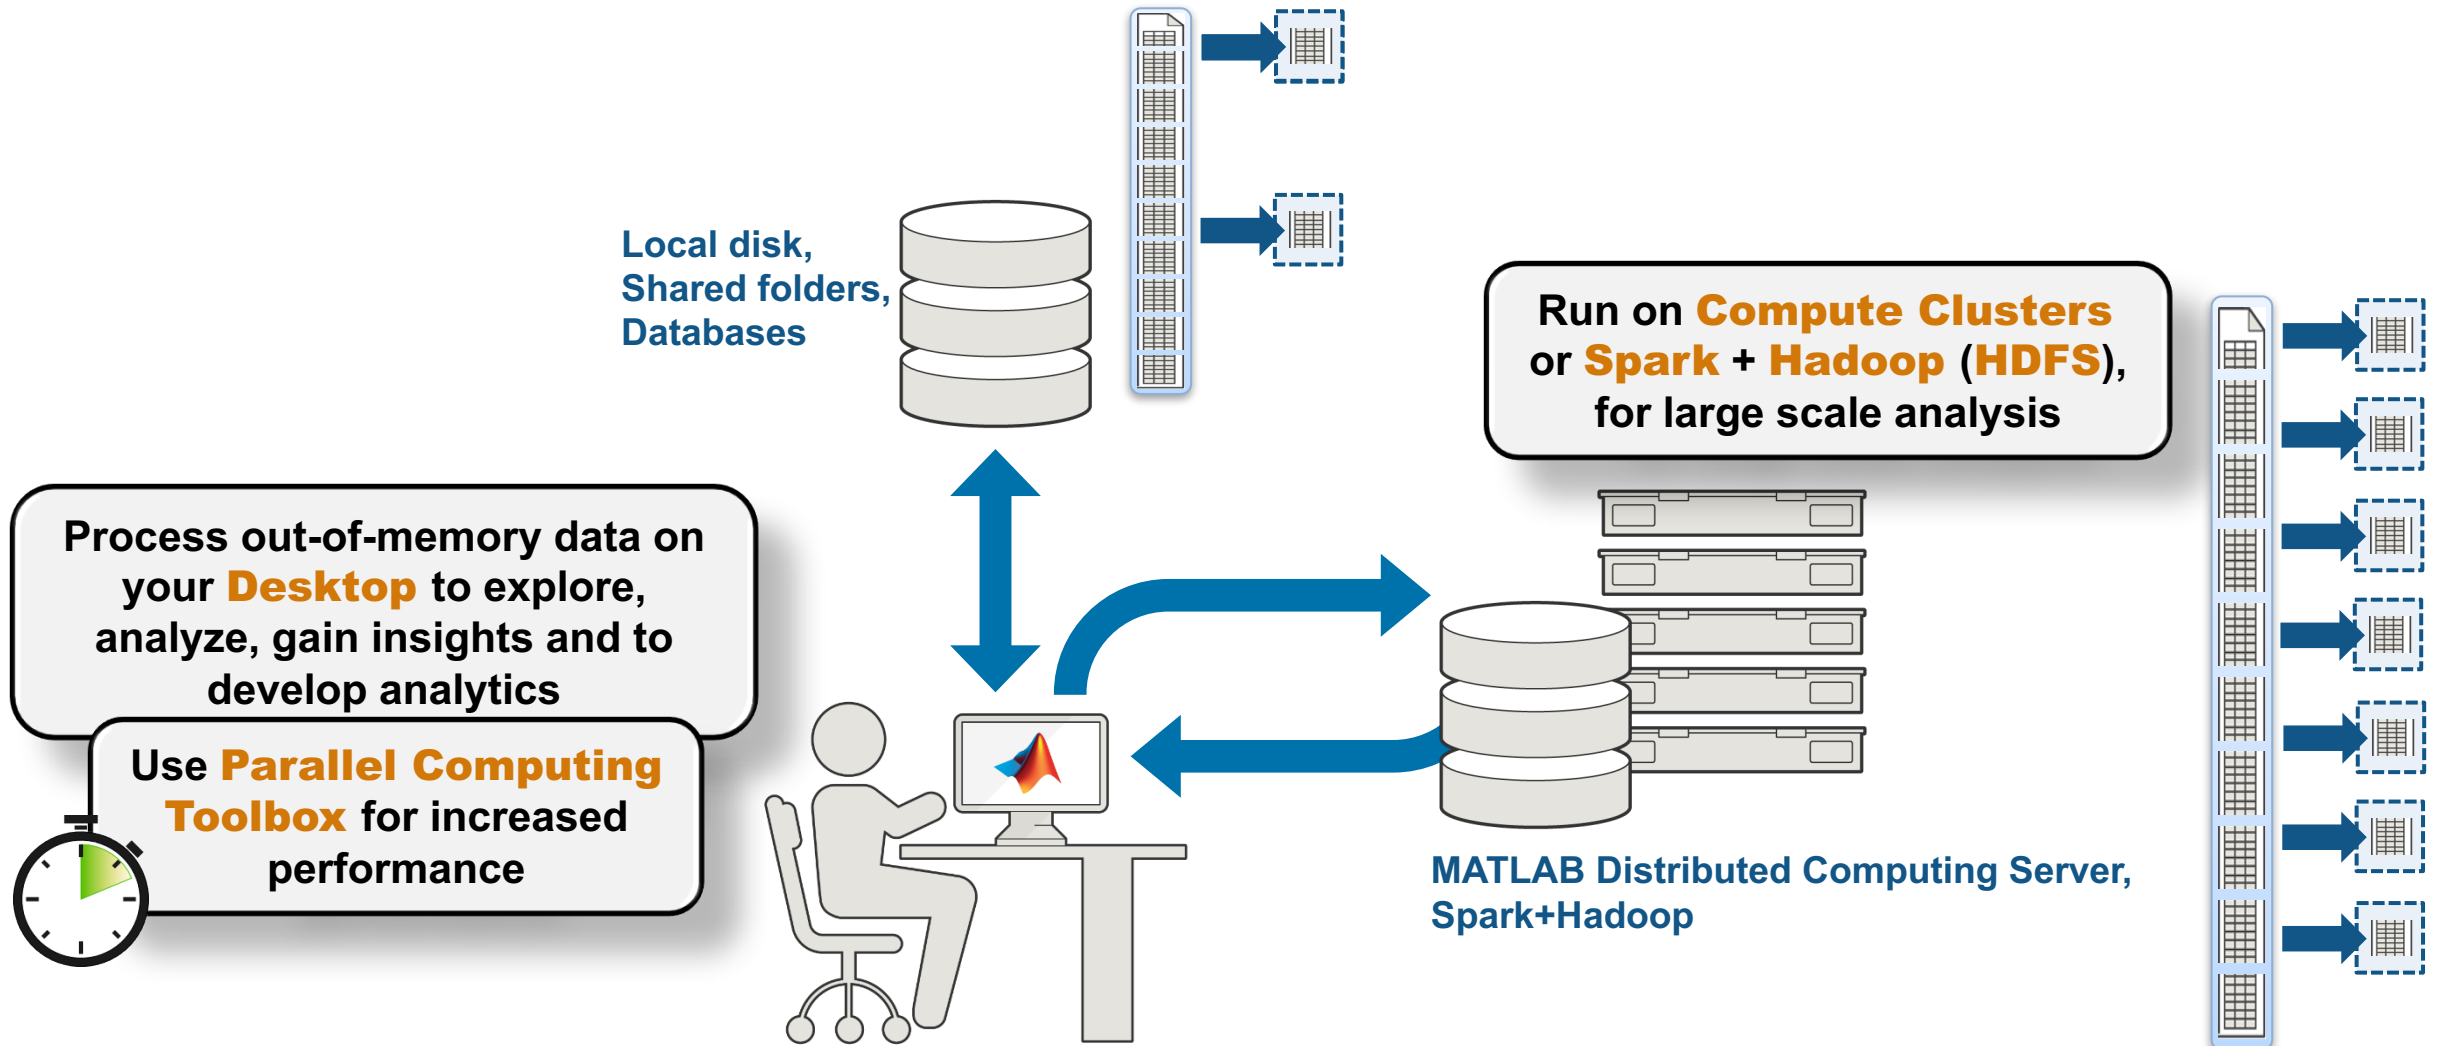 Local disk,
Shared folders,
Databases
Run on Compute Clusters
or Spark + Hadoop (HDFS),
for large scale analysis
Process out-of-memory data on
your Desktop to explore,
analyze, gain insights and to
develop analytics
Use Parallel Computing
Toolbox for increased
performance
MATLAB Distributed Computing Server,
Spark+Hadoop